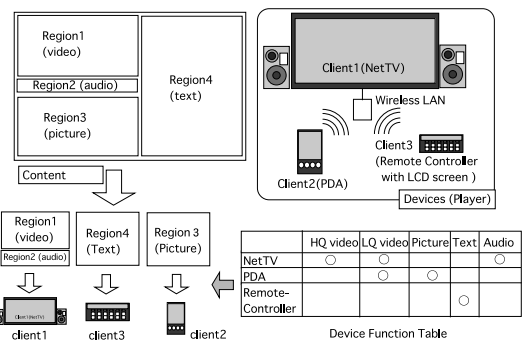 Region1
(video)
Region2 (audio)
Region3
(picture)
Region4
(text)
Content
Client1(NetTV)
Wireless LAN
Client2(PDA)
Client3
(Remote Controller
with LCD screen )
Devices (Player)
Region1
(video)
Region2 (audio)
Region4
(Text)
Region 3
(Picture)
Client1(NetTV)
client1
client3
client2
HQ video LQ video Picture Text Audio
NetTV ○ ○ ○
PDA ○ ○
Remote-
Controller ○
Device Function Table